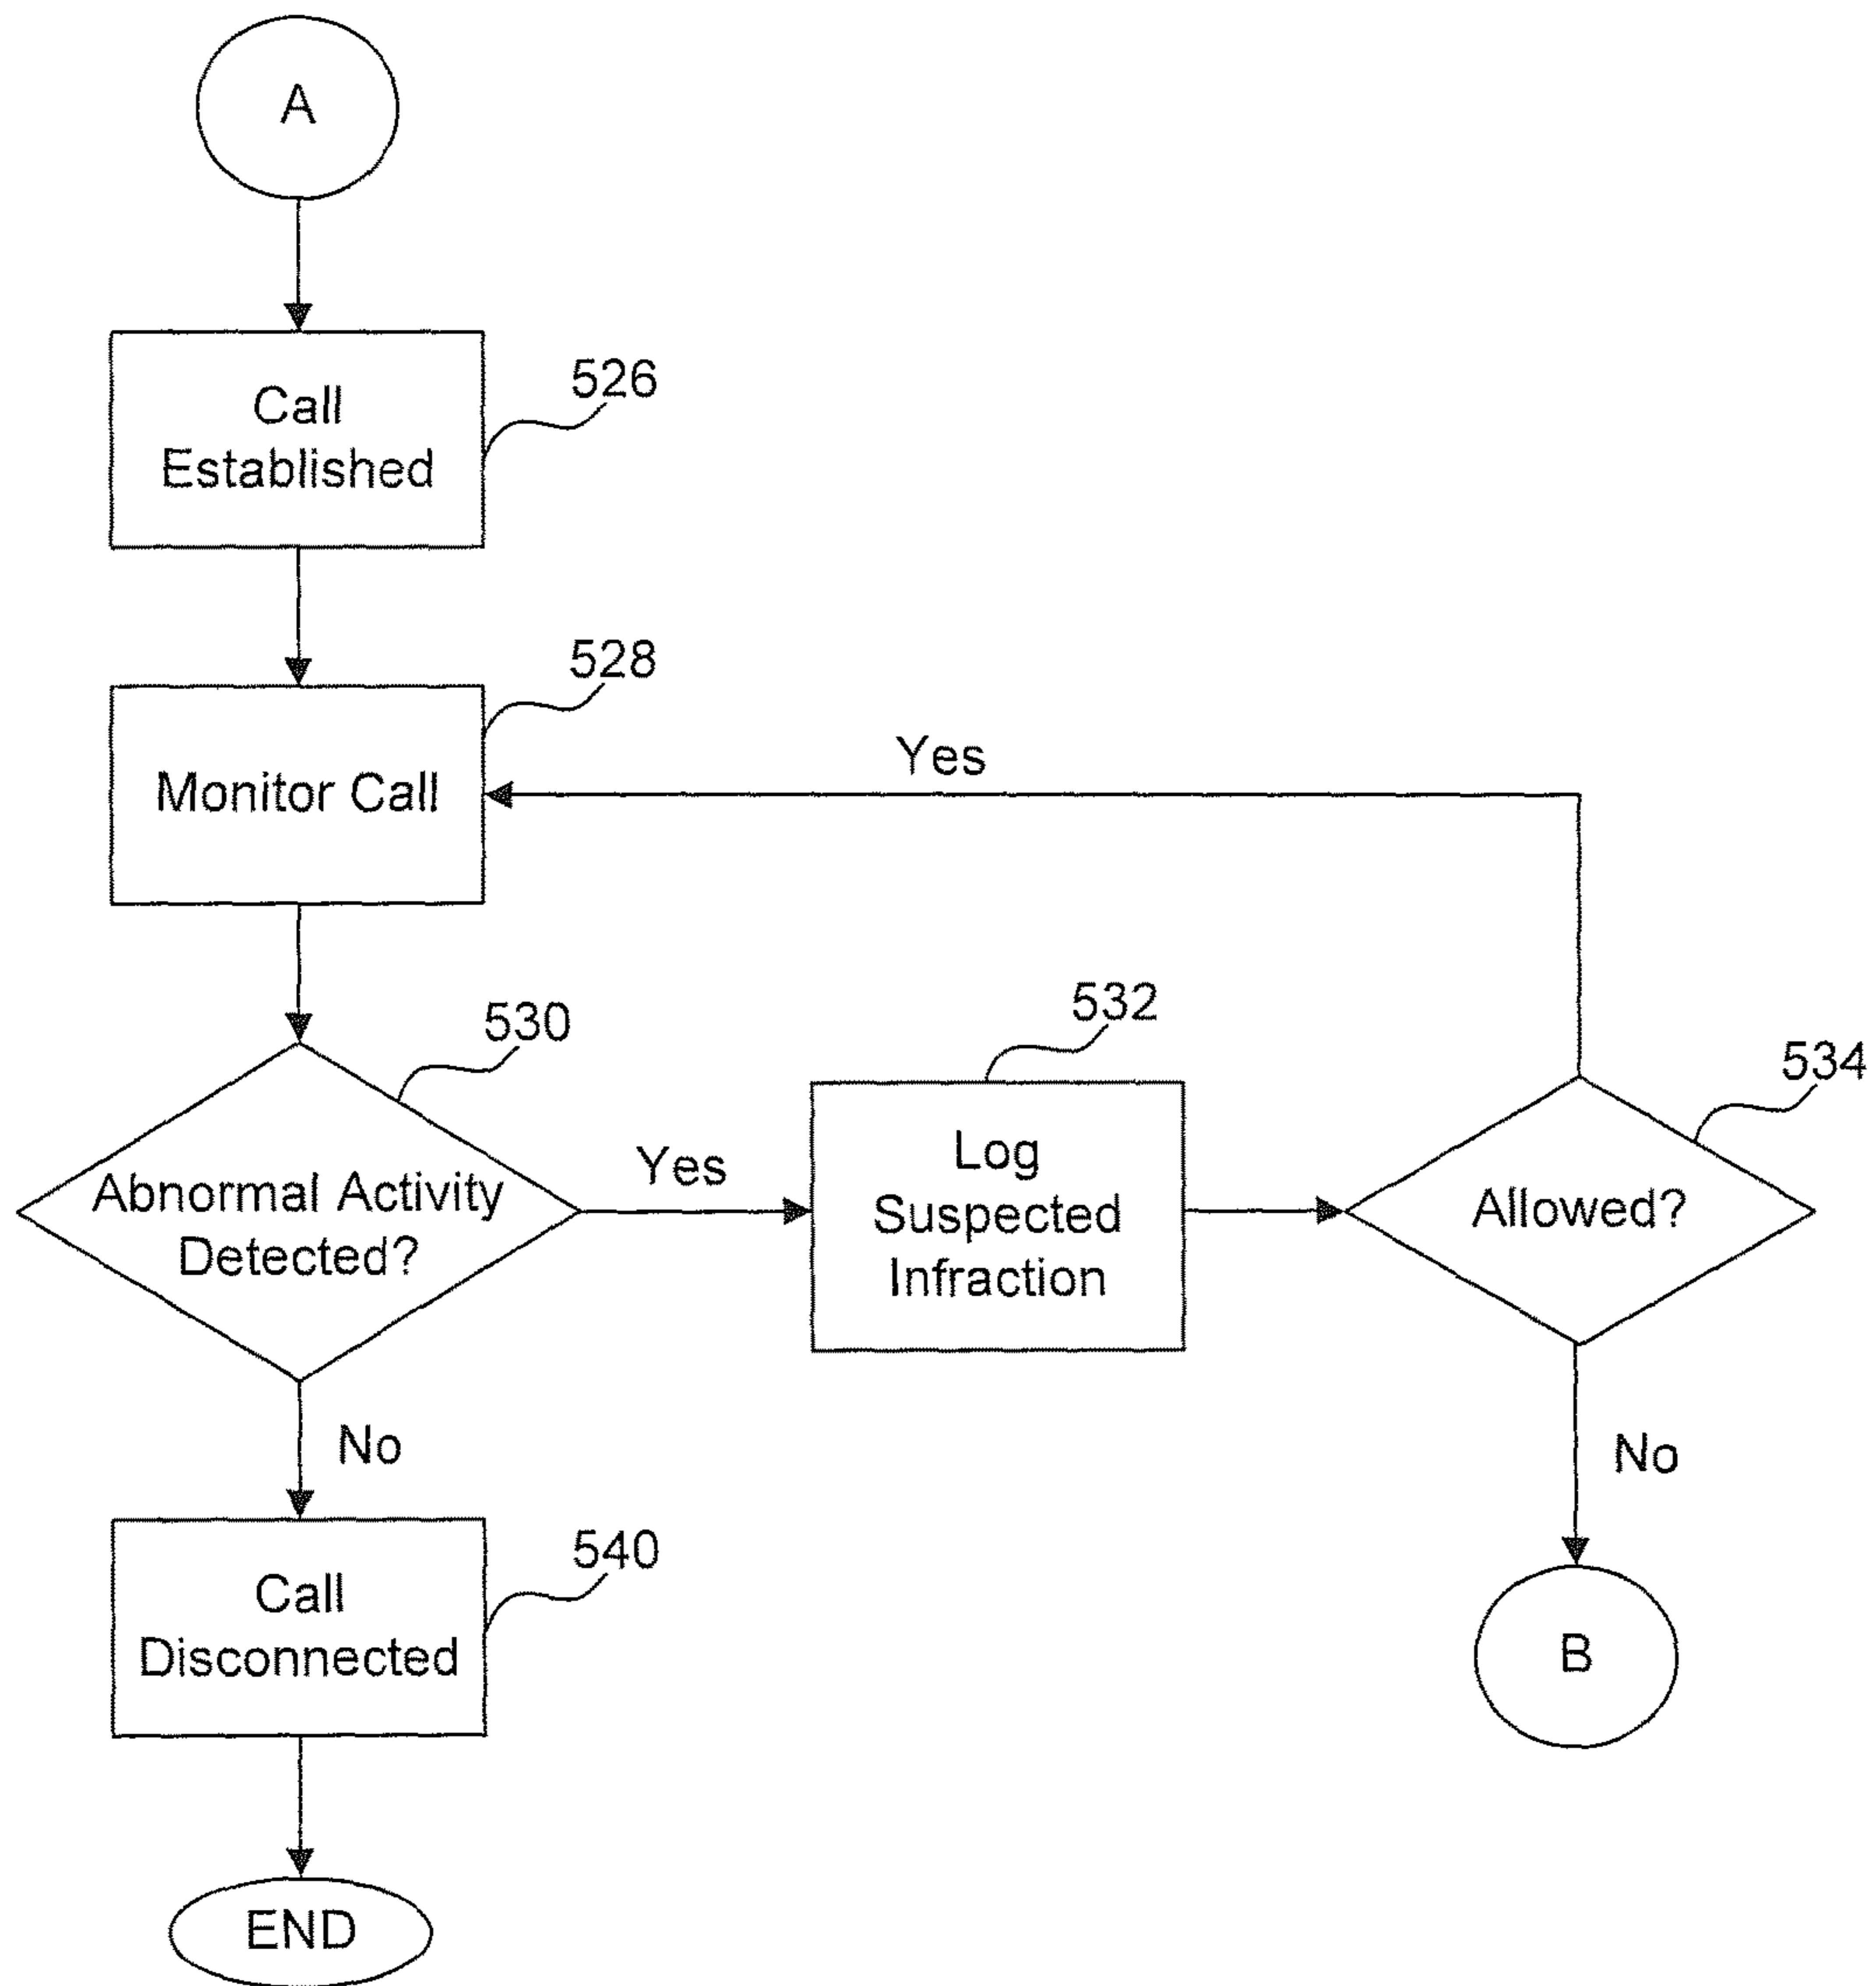 A
Call
Established
526
Monitor Call
528
Yes
Abnormal Activity
Detected?
530
Yes
Log
Suspected
Infraction
532
Allowed?
534
No
Call
Disconnected
540
No
B
END